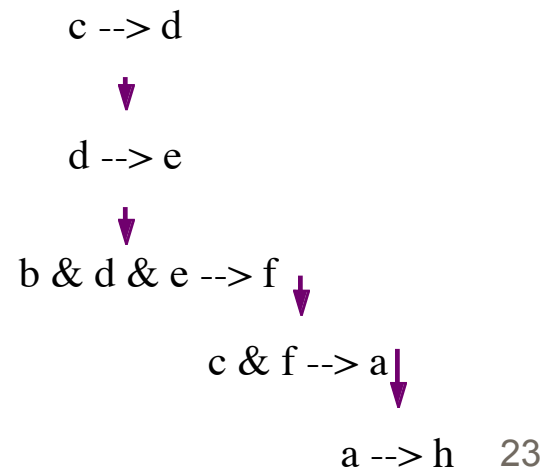 c --> d
d --> e
b & d & e --> f
c & f --> a
a --> h 23